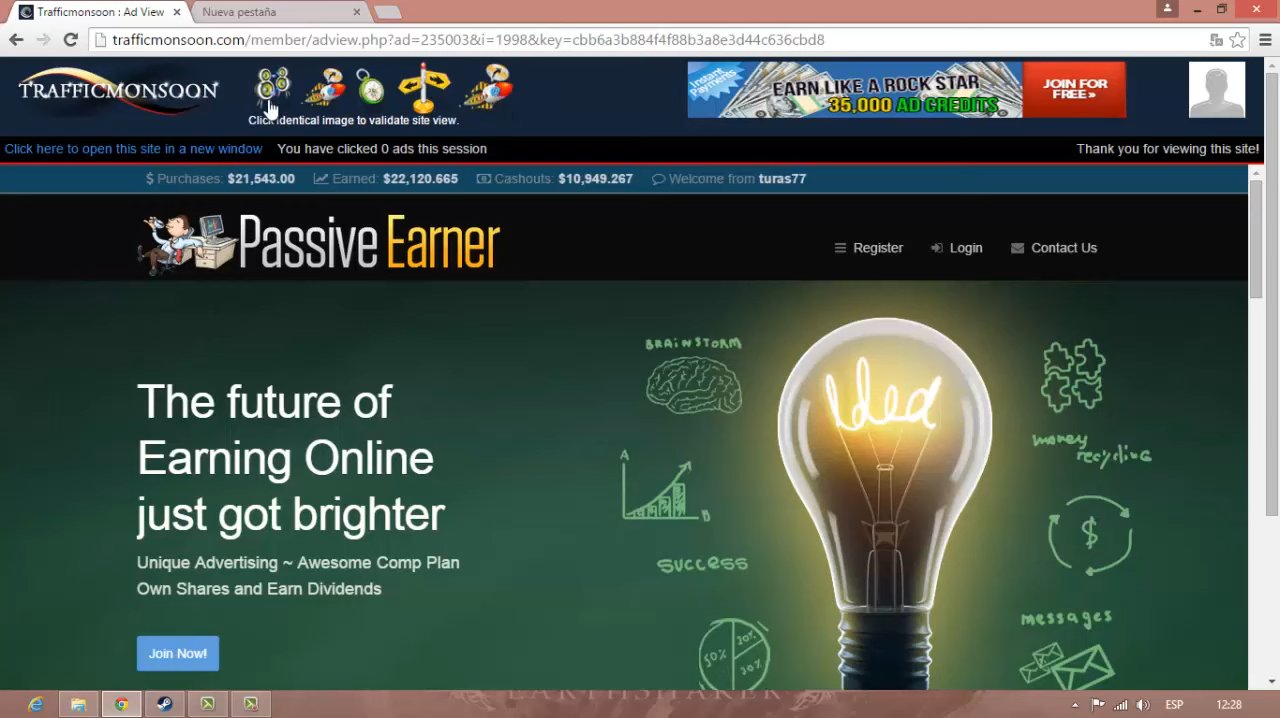 Trafficmonsoon : Ad View
Nueva pestaña
trafficmonsoon.com/member/adview.php?ad=235003&i=1998&key=cbb6a3b884f4f88b3a8e3d44c636cbd8
TRAFFICMONSOON
Click identical image to validate site view.
Instant Payments
EARN LIKE A ROCK STAR
35,000 AD CREDITS
JOIN FOR FREE»
Click here to open this site in a new window
You have clicked 0 ads this session
Thank you for viewing this site!
Purchases: $21,543.00
Earned: $22,120.665
Cashouts: $10,949.267
Welcome from turas77
Passive Earner
Register
Login
Contact Us
The future of
Earning Online
just got brighter
Unique Advertising ~ Awesome Comp Plan
Own Shares and Earn Dividends
Join Now!
BRAINSTORM
Idea
money
recycling
A
B
$
SUCCESS
messages
50%
20%
30%
EARTHSHAKER
ESP
12:28